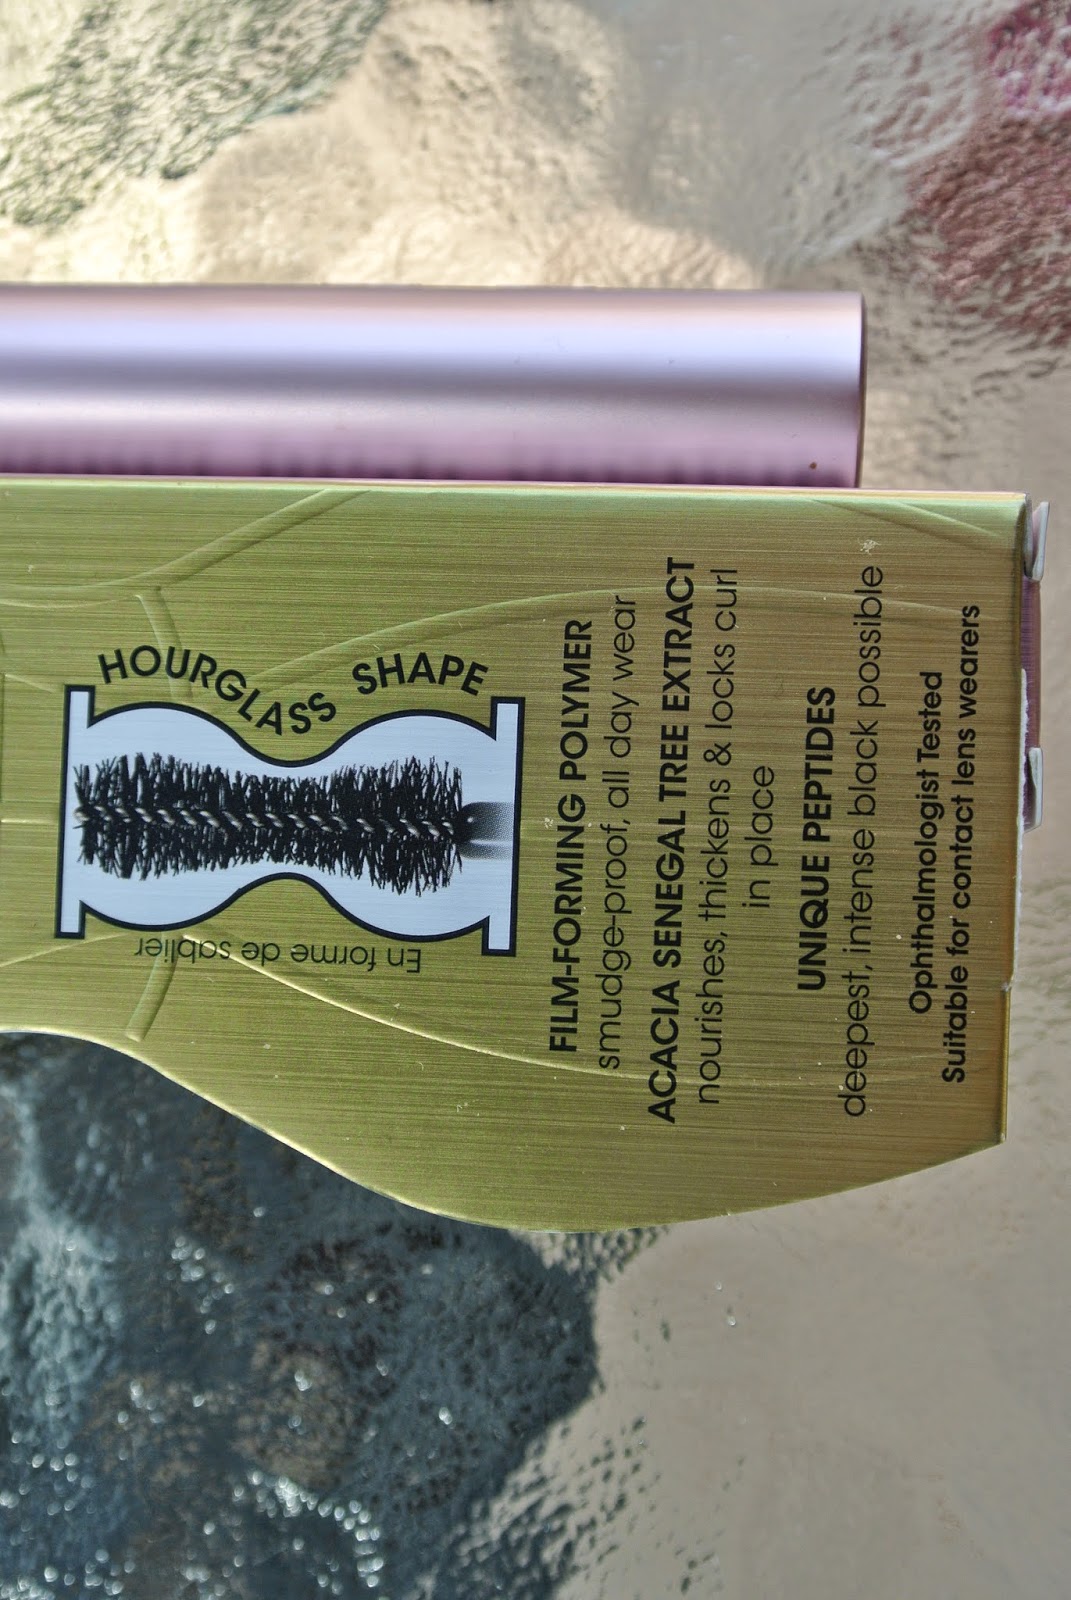 HOURGLASS SHAPE
En forme de sablier
FILM-FORMING POLYMER
smudge-proof, all day wear
ACACIA SENEGAL TREE EXTRACT
nourishes, thickens & locks curl
in place
UNIQUE PEPTIDES
deepest, intense black possible
Ophthalmologist Tested
Suitable for contact lens wearers